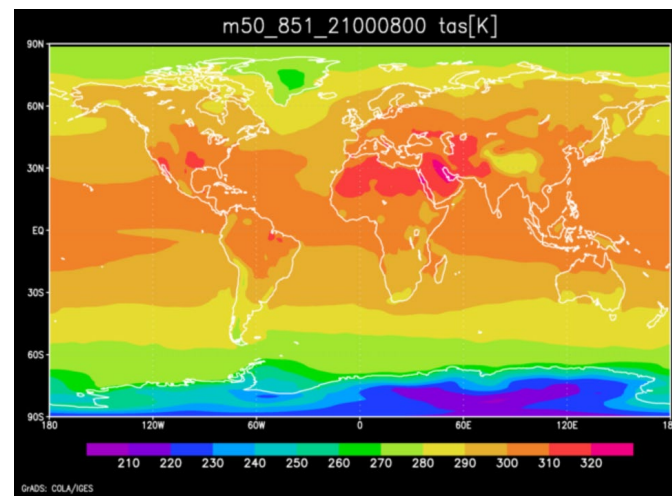 m50_851_21000800 tas[K]
90N
60N
30N
EQ
30S
60S
90S
180 120W 60W 0 60E 120E 18
210 220 230 240 250 260 270 280 290 300 310 320
GrADS: COLA/IGES